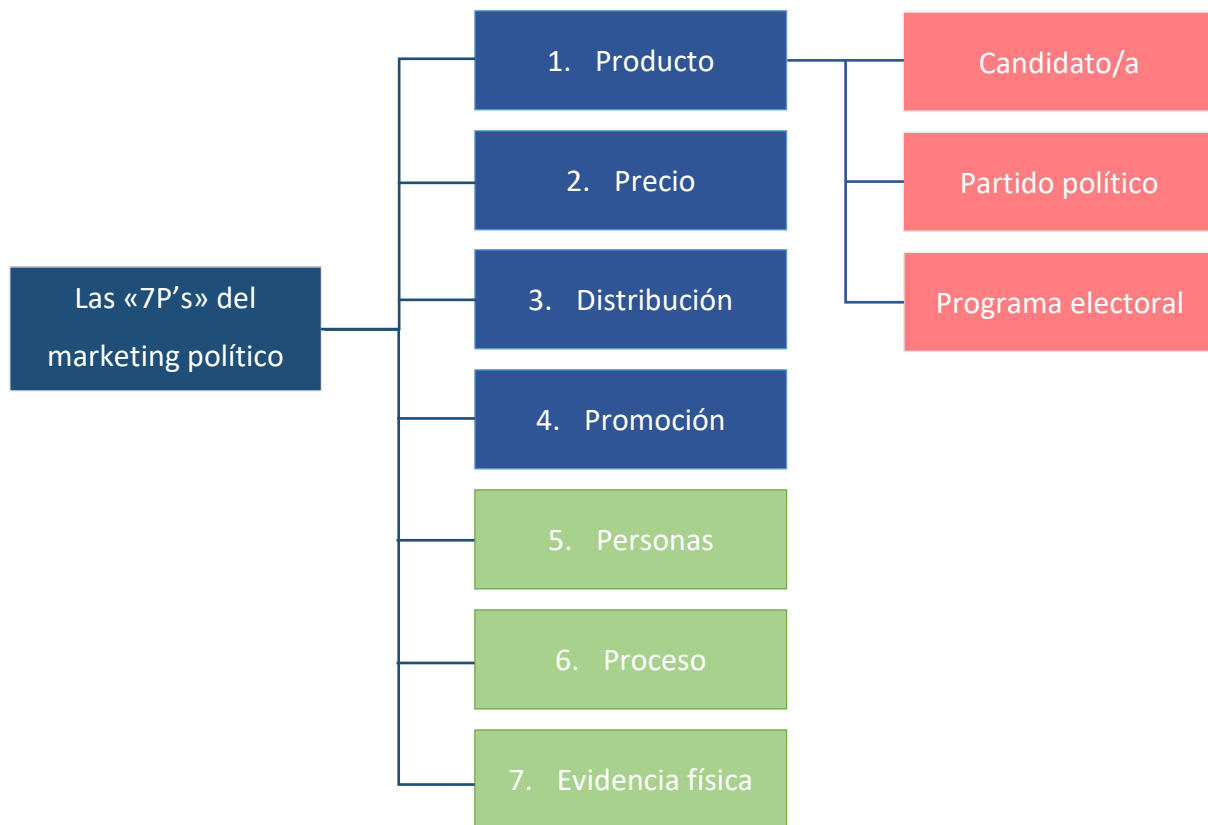 Las «7P’s» del
marketing político
1. Producto
2. Precio
3. Distribución
4. Promoción
5. Personas
6. Proceso
7. Evidencia física
Candidato/a
Partido político
Programa electoral